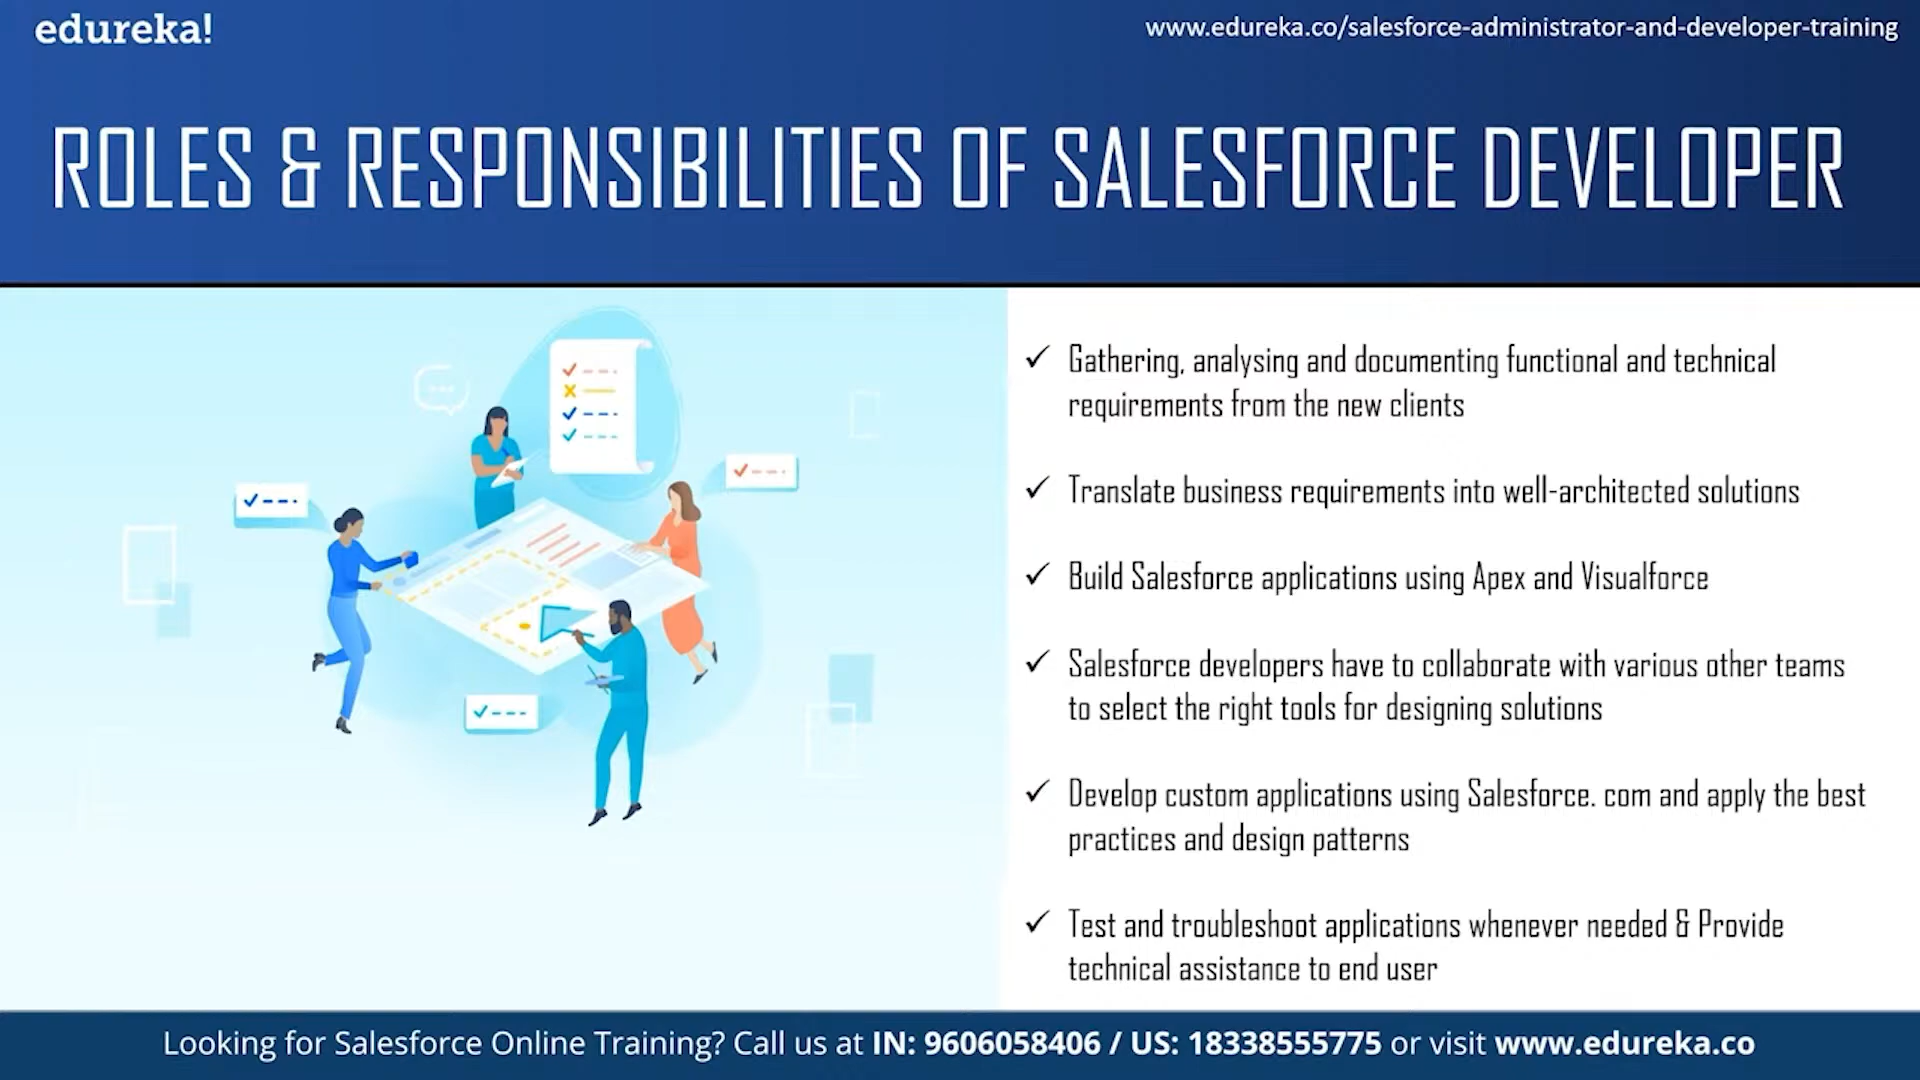 edureka!
www.edureka.co/salesforce-administrator-and-developer-training
ROLES & RESPONSIBILITIES OF SALESFORCE DEVELOPER
✓ Gathering, analysing and documenting functional and technical
requirements from the new clients
✓ Translate business requirements into well-architected solutions
✓ Build Salesforce applications using Apex and Visualforce
✓ Salesforce developers have to collaborate with various other teams
to select the right tools for designing solutions
✓ Develop custom applications using Salesforce. com and apply the best
practices and design patterns
✓ Test and troubleshoot applications whenever needed & Provide
technical assistance to end user
Looking for Salesforce Online Training? Call us at IN: 9606058406 / US: 18338555775 or visit www.edureka.co